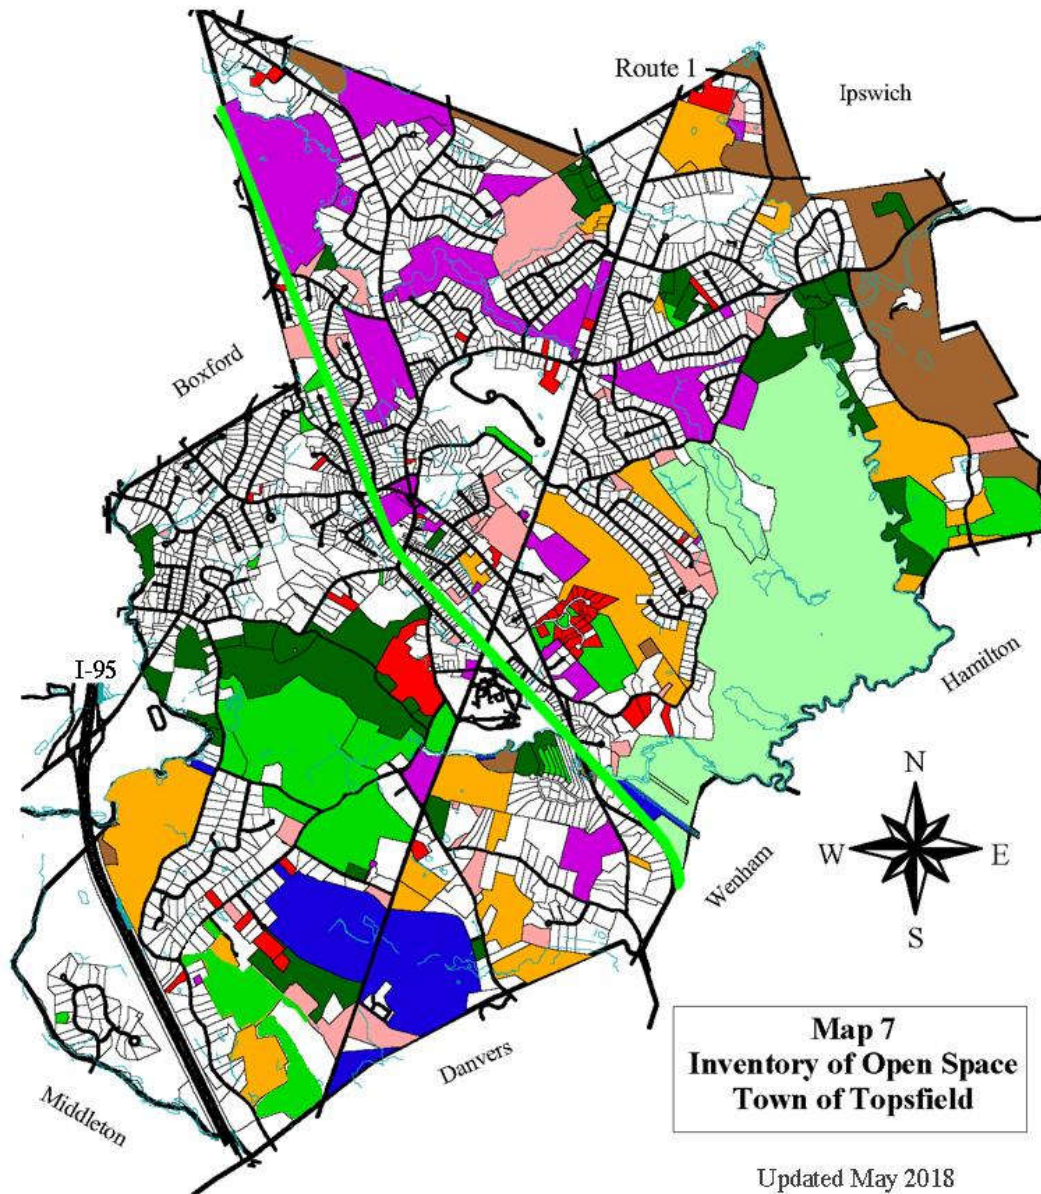 Route 1
Ipswich
Boxford
I-95
Hamilton
N
W E
S
Wenham
Danvers
Middleton
Map 7
Inventory of Open Space
Town of Topsfield
Updated May 2018